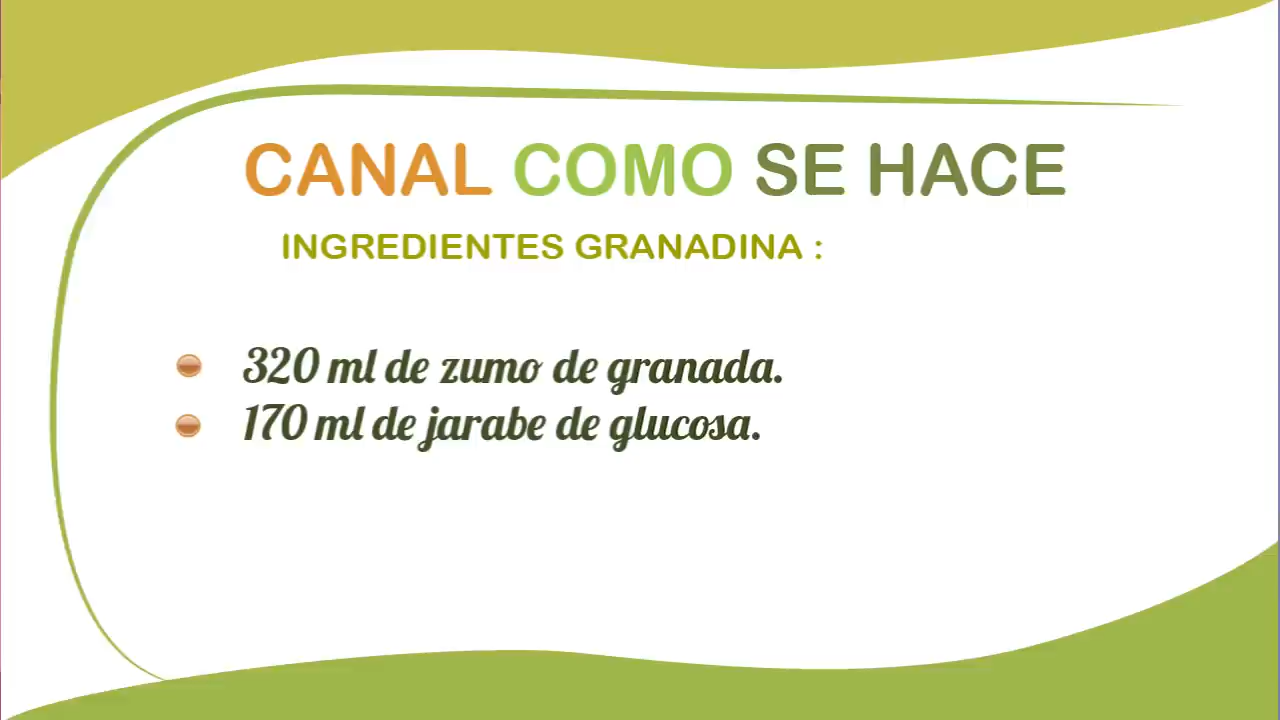 CANAL COMO SE HACE
INGREDIENTES GRANADINA :
320 ml de zumo de granada.
170 ml de jarabe de glucosa.